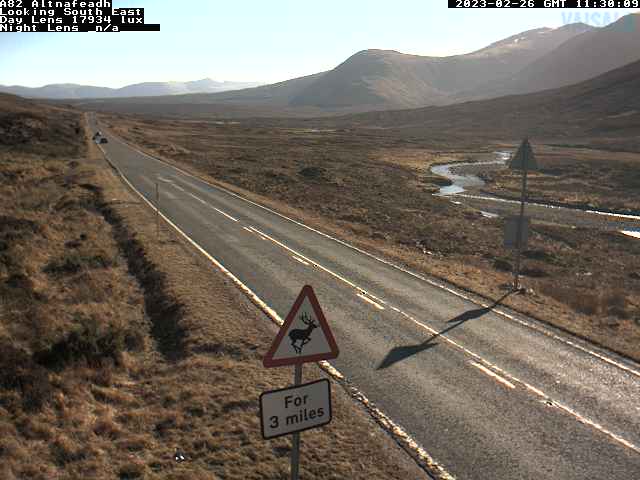 A82 Altnafeadh
Looking South East
Day Lens 17934 lux
Night Lens n/a
2023-02-26 GMT 11:30:09
VAISALA
For
3 miles